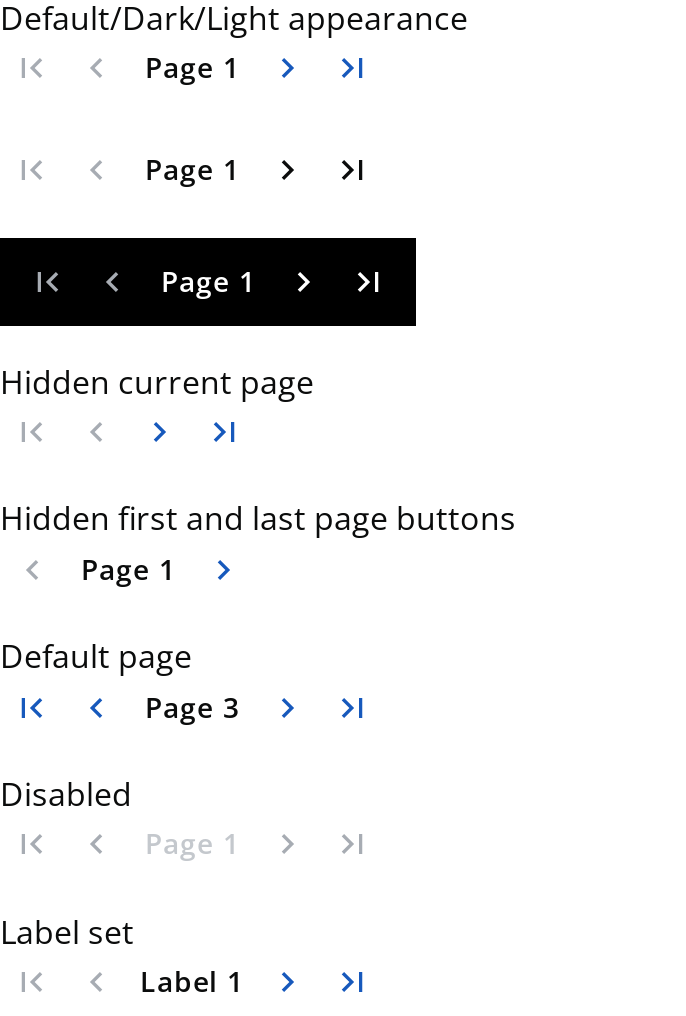 Default/Dark/Light appearance
Page 1
Page 1
Page 1
Hidden current page
Hidden first and last page buttons
Page 1
Default page
Page 3
Disabled
Page 1
Label set
Label 1